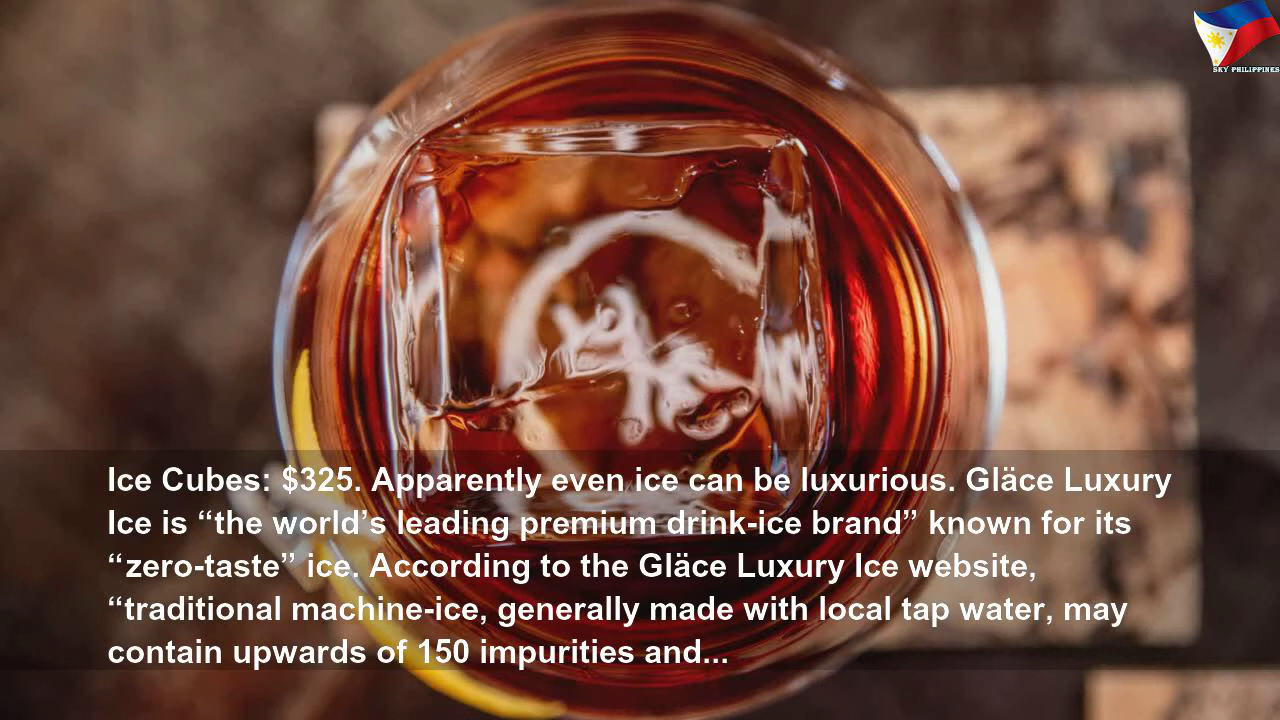 SKY PHILIPPINES
Ice Cubes: $325. Apparently even ice can be luxurious. Gläce Luxury
Ice is “the world’s leading premium drink-ice brand” known for its
“zero-taste” ice. According to the Gläce Luxury Ice website,
“traditional machine-ice, generally made with local tap water, may
contain upwards of 150 impurities and...